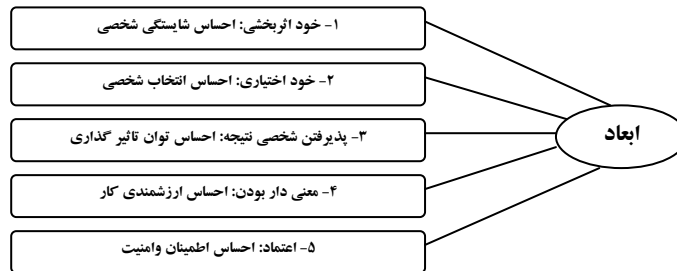 ۱- خود اثربخشی: احساس شایستگی شخصی
۲- خود اختیاری: احساس انتخاب شخصی
۳- پذیرفتن شخصی نتیجه: احساس توان تاثیر گذاری
۴- معنی دار بودن: احساس ارزشمندی کار
۵- اعتماد: احساس اطمینان وامنیت
ابعاد